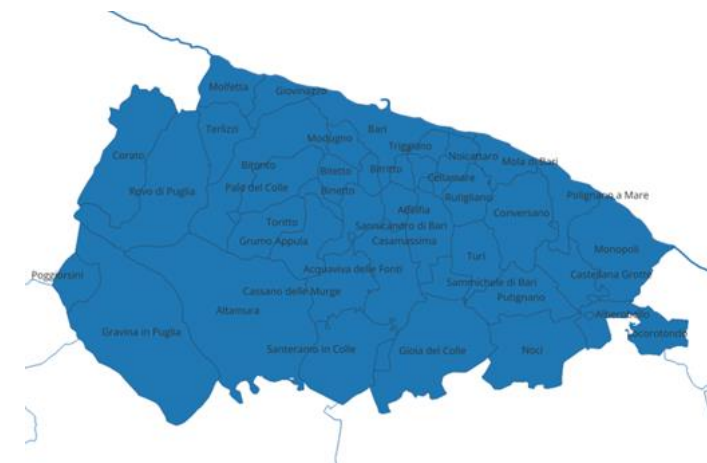 Molfetta
Giovinazzo
Terlizzi
Bari
Modugno
Triggiano
Corato
Noicattaro
Mola di Bari
Bitonto
Bitetto
Bitritto
Cellamare
Ruvo di Puglia
Palo del Colle
Binetto
Rutigliano
Polignano a Mare
Adelfia
Conversano
Toritto
Sannicandro di Bari
Grumo Appula
Casamassima
Monopoli
Turi
Poggiorsini
Acquaviva delle Fonti
Castellana Grotte
Sammichele di Bari
Cassano delle Murge
Putignano
Altamura
Alberobello
Gravina in Puglia
Locorotondo
Santeramo in Colle
Gioia del Colle
Noci